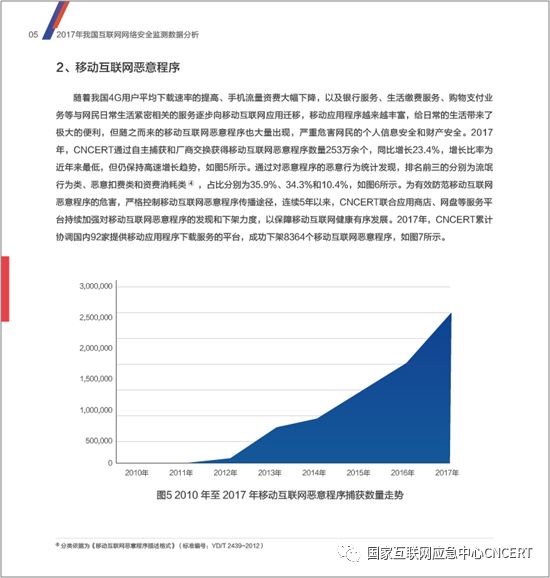 05
2017年我国互联网网络安全监测数据分析
2、移动互联网恶意程序
随着我国4G用户平均下载速率的提高、手机流量资费大幅下降,以及银行服务、生活缴费服务、购物支付业
务等与网民日常生活紧密相关的服务逐步向移动互联网应用迁移,移动应用程序越来越丰富,给日常的生活带来了
极大的便利,但随之而来的移动互联网恶意程序也大量出现,严重危害网民的个人信息安全和财产安全。2017
年,CNCERT通过自主捕获和厂商交换获得移动互联网恶意程序数量253万余个,同比增长23.4%,增长比率为
近年来最低,但仍保持高速增长趋势,如图5所示。通过对恶意程序的恶意行为统计发现,排名前三的分别为流氓
行为类、恶意扣费类和资费消耗类④,占比分别为35.9%、34.3%和10.4%,如图6所示。为有效防范移动互联网
恶意程序的危害,严格控制移动互联网恶意程序传播途径,连续5年以来,CNCERT联合应用商店、网盘等服务平
台持续加强对移动互联网恶意程序的发现和下架力度,以保障移动互联网健康有序发展。2017年,CNCERT累计
协调国内92家提供移动应用程序下载服务的平台,成功下架8364个移动互联网恶意程序,如图7所示。
3,000,000
2,500,000
2,000,000
1,500,000
1,000,000
500,000
0
2010年 2011年 2012年 2013年 2014年 2015年 2016年 2017年
图5 2010 年至 2017 年移动互联网恶意程序捕获数量走势
④ 分类依据为《移动互联网恶意程序描述格式》(标准编号:YD/T 2439-2012)
国家互联网应急中心CNCERT